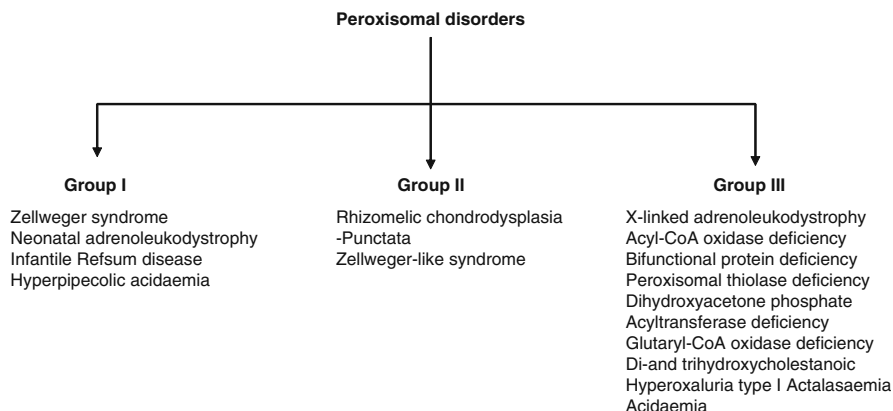 Peroxisomal disorders
Group I
Zellweger syndrome
Neonatal adrenoleukodystrophy
Infantile Refsum disease
Hyperpipecolic acidaemia
Group II
Rhizomelic chondrodysplasia
-Punctata
Zellweger-like syndrome
Group III
X-linked adrenoleukodystrophy
Acyl-CoA oxidase deficiency
Bifunctional protein deficiency
Peroxisomal thiolase deficiency
Dihydroxyacetone phosphate
Acyltransferase deficiency
Glutaryl-CoA oxidase deficiency
Di-and trihydroxycholestanoic
Hyperoxaluria type I Actalasaemia
Acidaemia